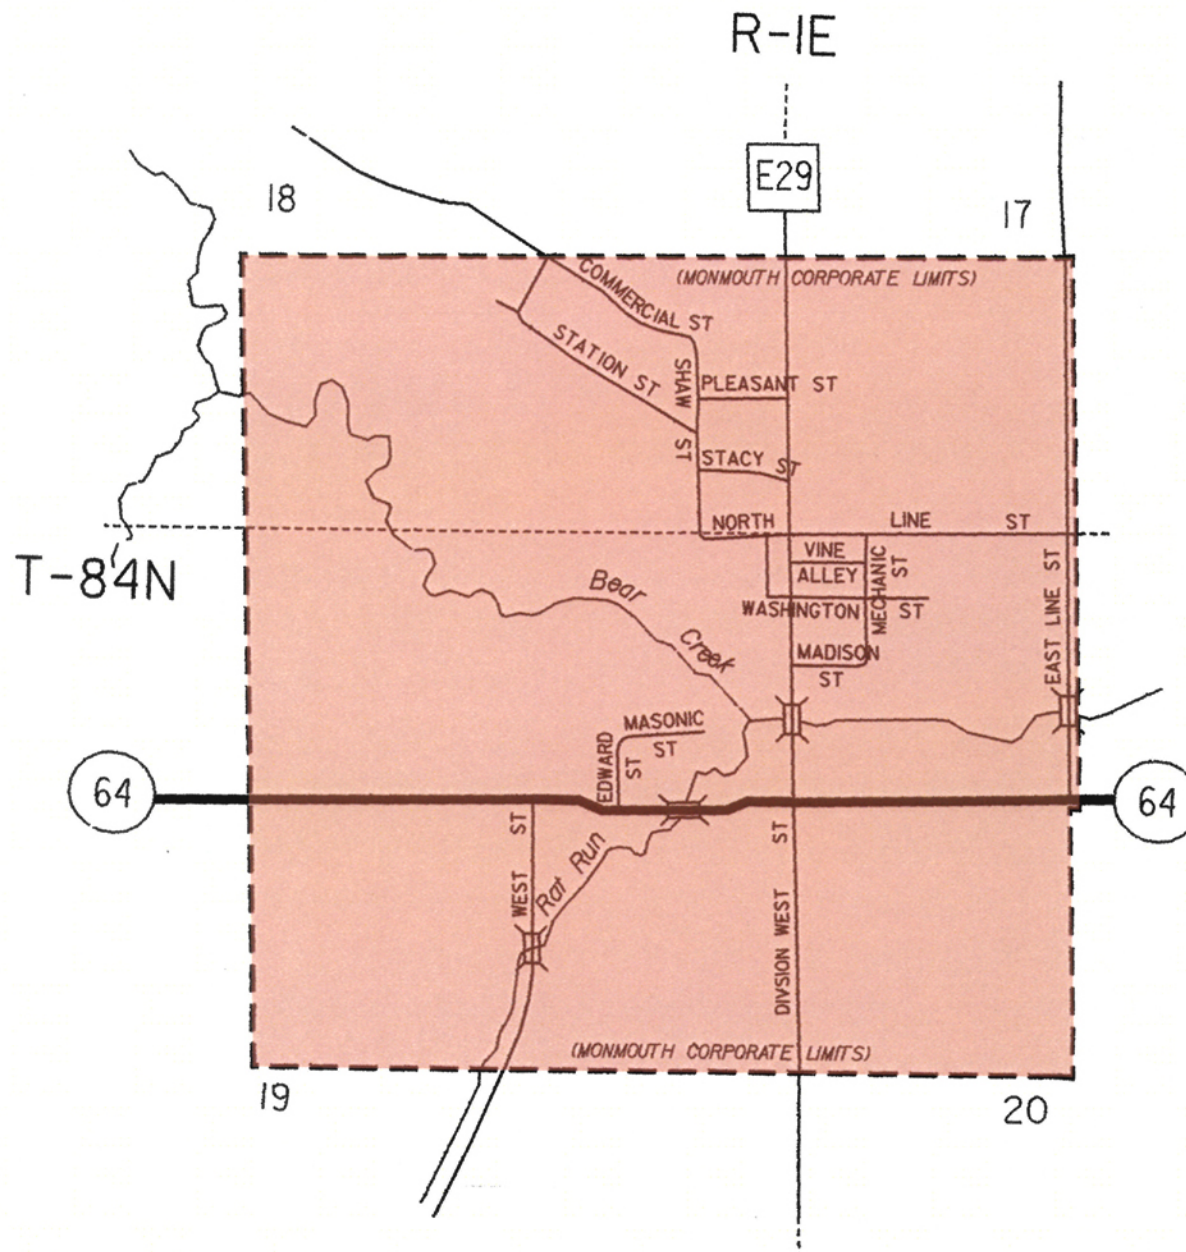 R-1E
E29
18
17
(MONMOUTH CORPORATE LIMITS)
COMMERCIAL ST
STATION ST
SHAW ST
PLEASANT ST
STACY ST
NORTH LINE ST
T-84N
VINE
ALLEY
MECHANIC ST
WASHINGTON ST
EAST LINE ST
MADISON
ST
Bear Creek
MASONIC
ST
EDWARD ST
64
64
WEST ST
Rat Run
DIVSION WEST ST
(MONMOUTH CORPORATE LIMITS)
19
20